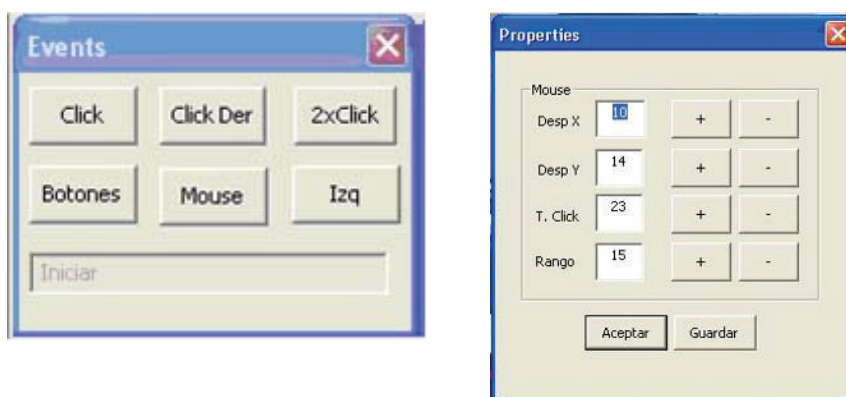 Events
Click Click Der 2xClick
Botones Mouse Izq
Iniciar
Properties
Mouse
Desp X 10 + -
Desp Y 14 + -
T. Click 23 + -
Rango 15 + -
Aceptar Guardar